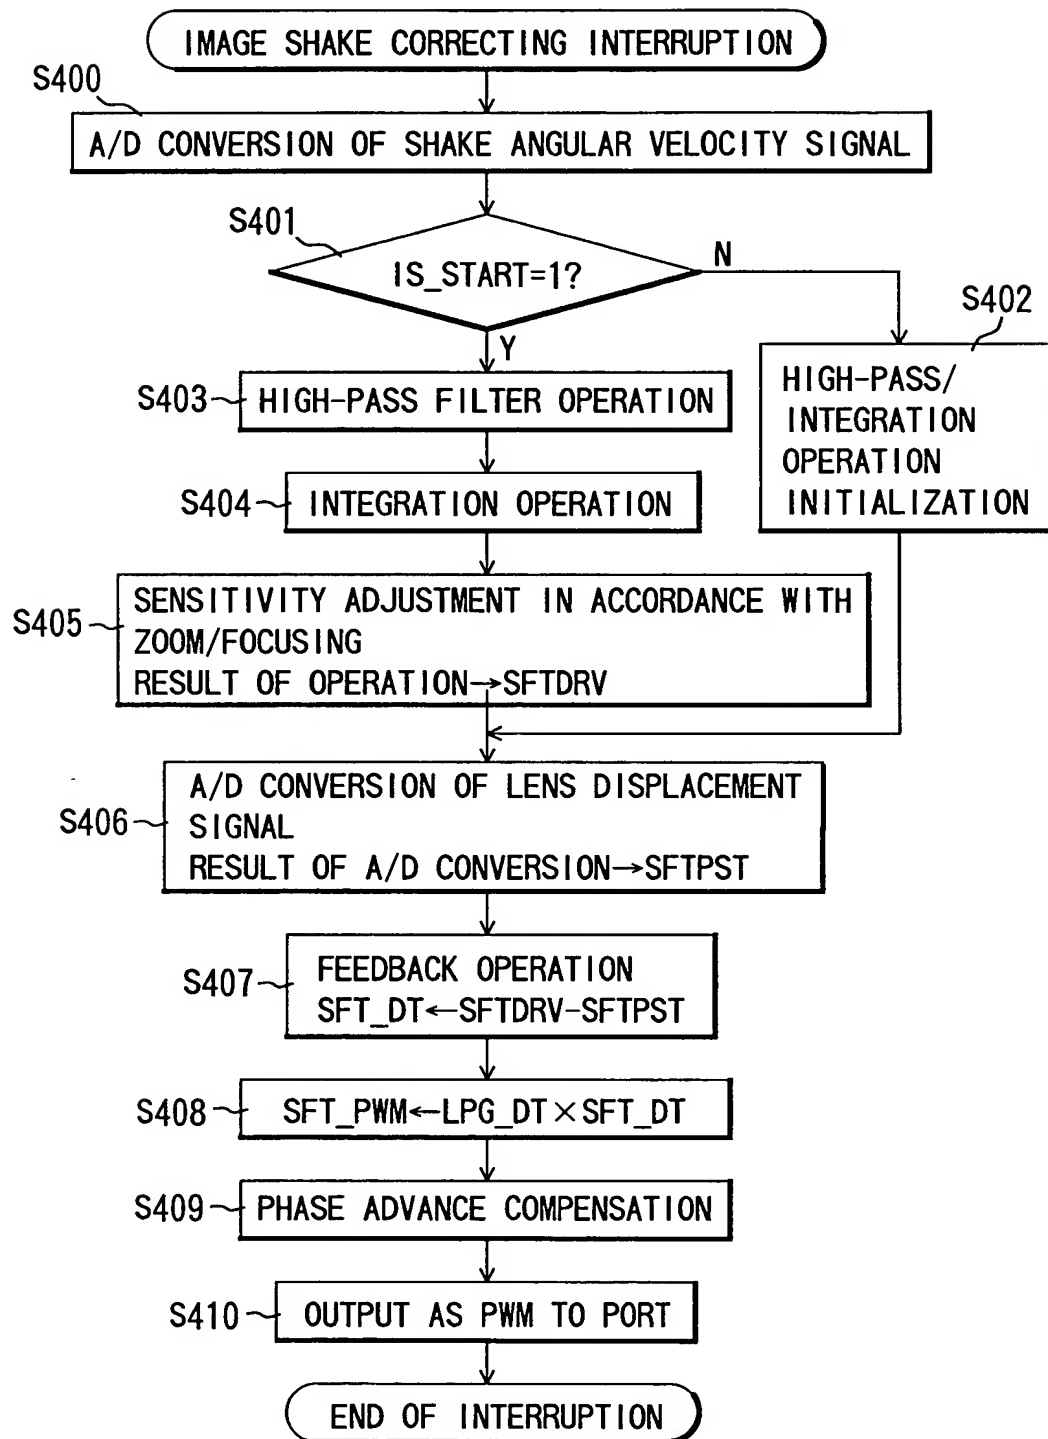 IMAGE SHAKE CORRECTING INTERRUPTION
S400
A/D CONVERSION OF SHAKE ANGULAR VELOCITY SIGNAL
S401
IS_START=1?
N
Y
S402
HIGH-PASS/
INTEGRATION
OPERATION
INITIALIZATION
S403
HIGH-PASS FILTER OPERATION
S404
INTEGRATION OPERATION
S405
SENSITIVITY ADJUSTMENT IN ACCORDANCE WITH
ZOOM/FOCUSING
RESULT OF OPERATION→SFTDRV
S406
A/D CONVERSION OF LENS DISPLACEMENT
SIGNAL
RESULT OF A/D CONVERSION→SFTPST
S407
FEEDBACK OPERATION
SFT_DT←SFTDRV-SFTPST
S408
SFT_PWM←LPG_DT×SFT_DT
S409
PHASE ADVANCE COMPENSATION
S410
OUTPUT AS PWM TO PORT
END OF INTERRUPTION